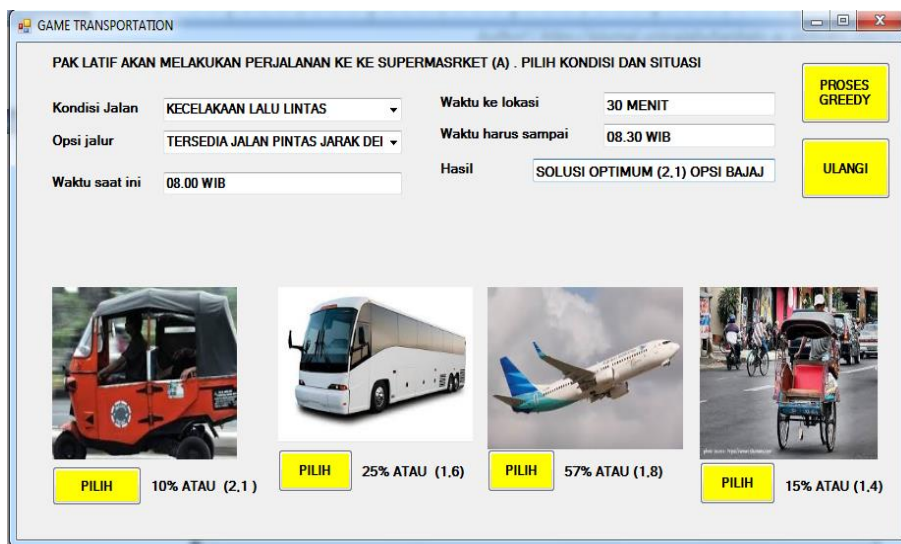 GAME TRANSPORTATION
PAK LATIF AKAN MELAKUKAN PERJALANAN KE KE SUPERMASRKET (A) . PILIH KONDISI DAN SITUASI
Kondisi Jalan KECELAKAAN LALU LINTAS
Opsi jalur TERSEDIA JALAN PINTAS JARAK DEI
Waktu saat ini 08.00 WIB
Waktu ke lokasi 30 MENIT
Waktu harus sampai 08.30 WIB
Hasil SOLUSI OPTIMUM (2,1) OPSI BAJAJ
PROSES
GREEDY
ULANGI
PILIH 10% ATAU (2,1 )
PILIH 25% ATAU (1,6)
PILIH 57% ATAU (1,8)
PILIH 15% ATAU (1,4)